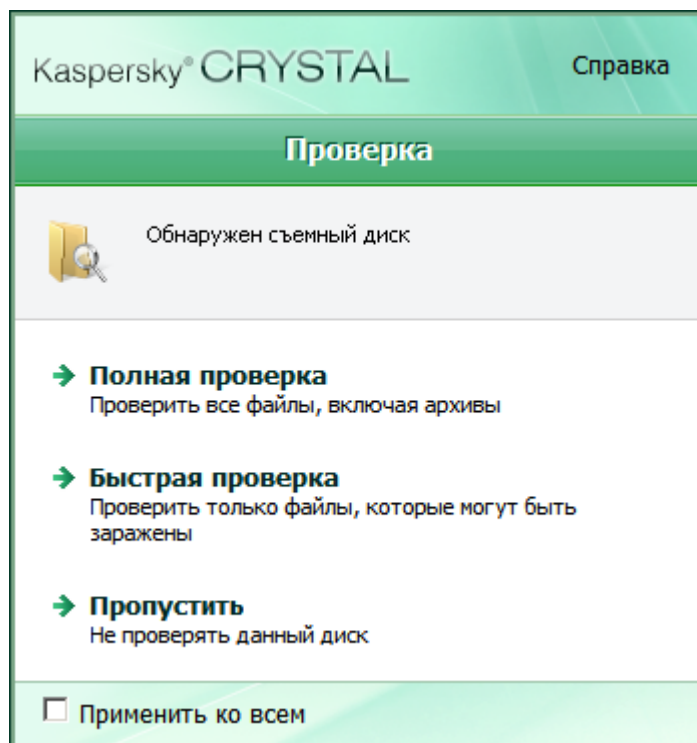 Kaspersky® CRYSTAL Справка
Проверка
Обнаружен съемный диск
Полная проверка
Проверить все файлы, включая архивы
Быстрая проверка
Проверить только файлы, которые могут быть
заражены
Пропустить
Не проверять данный диск
Применить ко всем